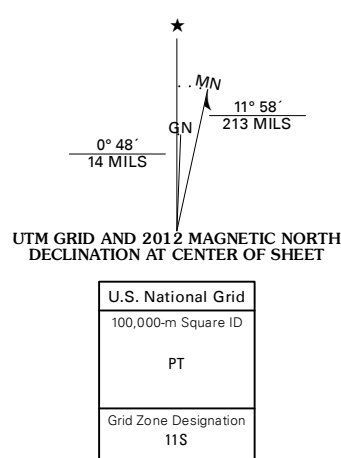 MN
11° 58´
213 MILS
GN
0° 48´
14 MILS
UTM GRID AND 2012 MAGNETIC NORTH
DECLINATION AT CENTER OF SHEET
U.S. National Grid
100,000-m Square ID
PT
Grid Zone Designation
11S